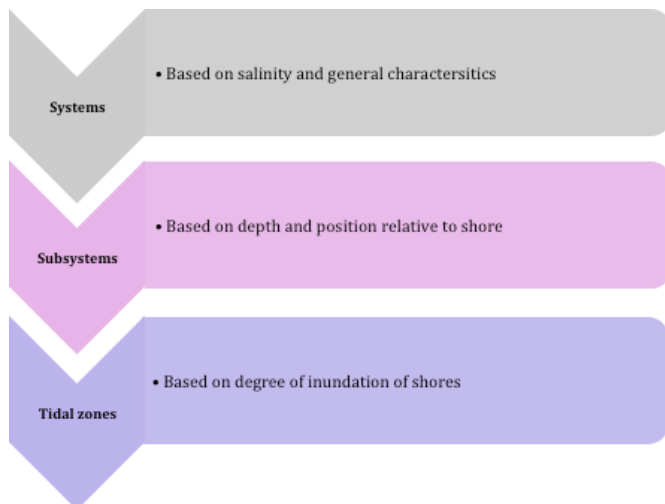 Systems
• Based on salinity and general charactersitics
Subsystems
• Based on depth and position relative to shore
Tidal zones
• Based on degree of inundation of shores